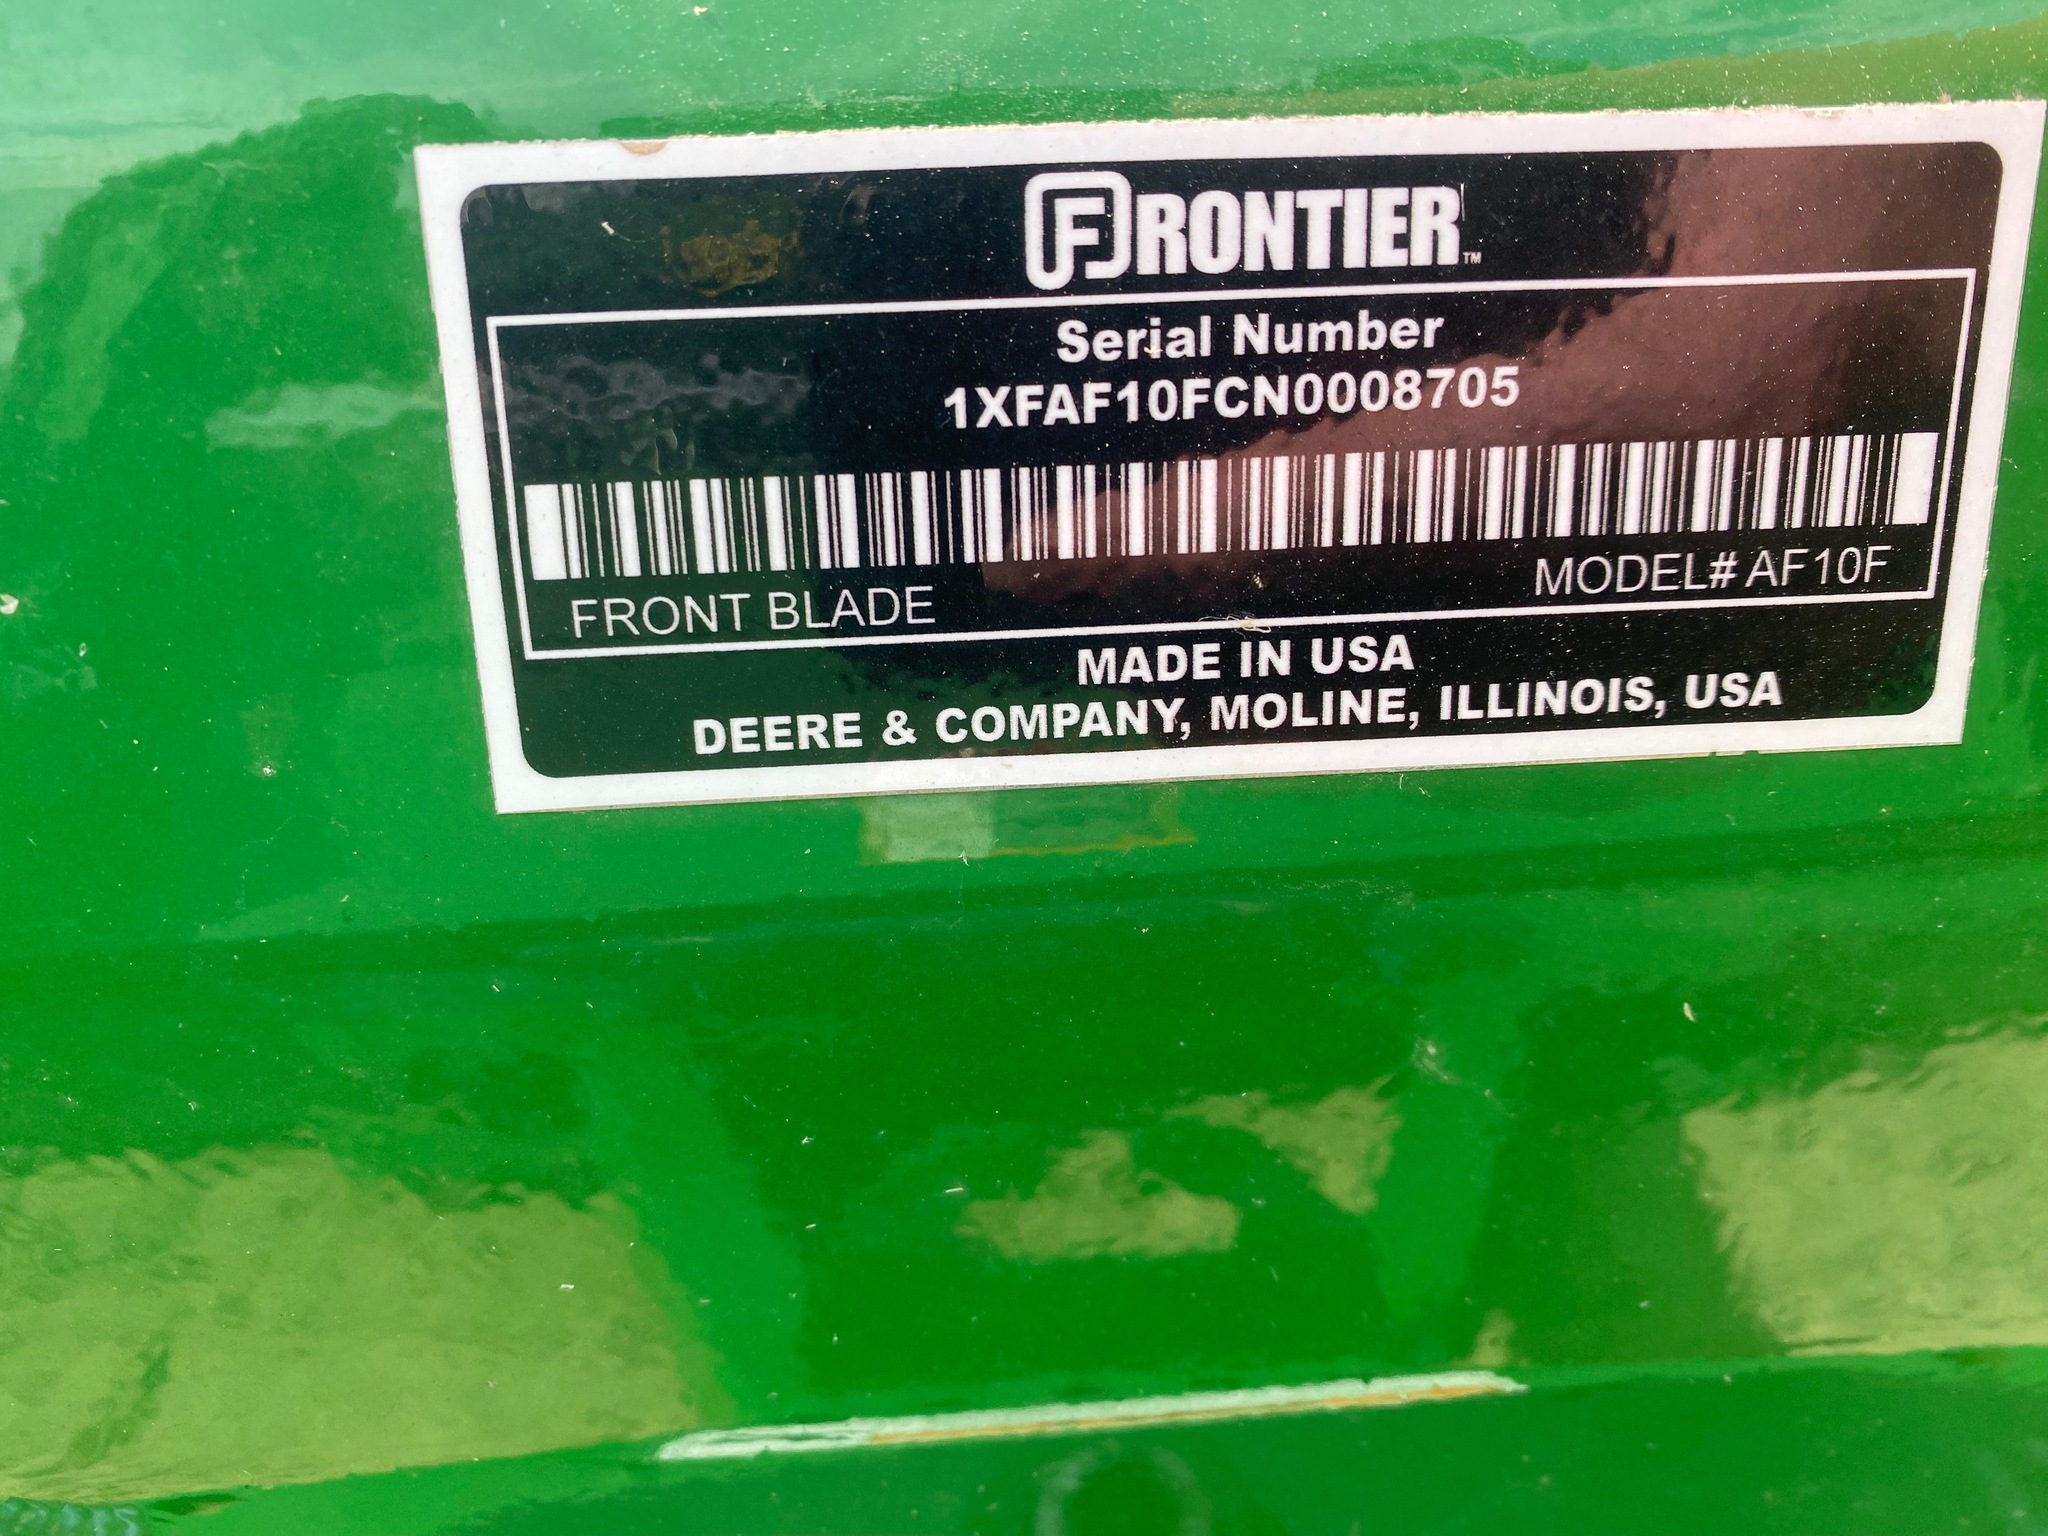 FRONTIER™
Serial Number
1XFAF10FCN0008705
FRONT BLADE MODEL# AF10F
MADE IN USA
DEERE & COMPANY, MOLINE, ILLINOIS, USA